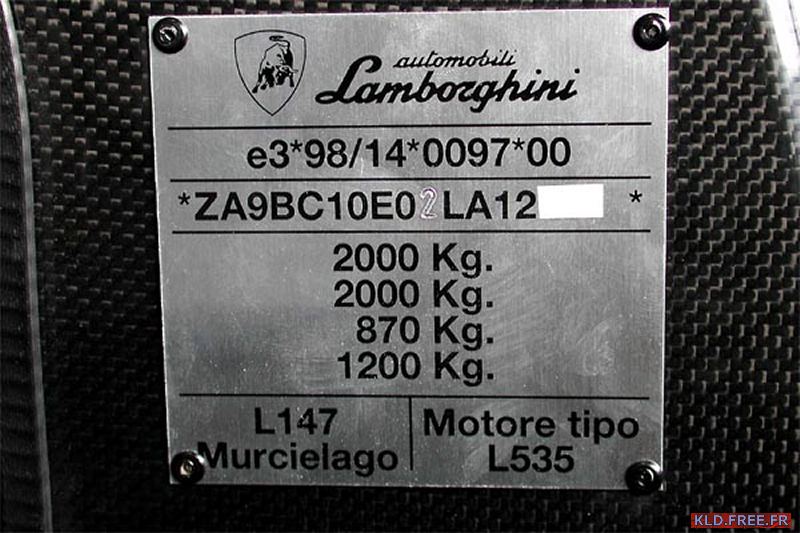 automobili
Lamborghini
e3*98/14*0097*00
*ZA9BC10E02LA12 *
2000 Kg.
2000 Kg.
870 Kg.
1200 Kg.
L147
Murcielago
Motore tipo
L535
KLD.FREE.FR